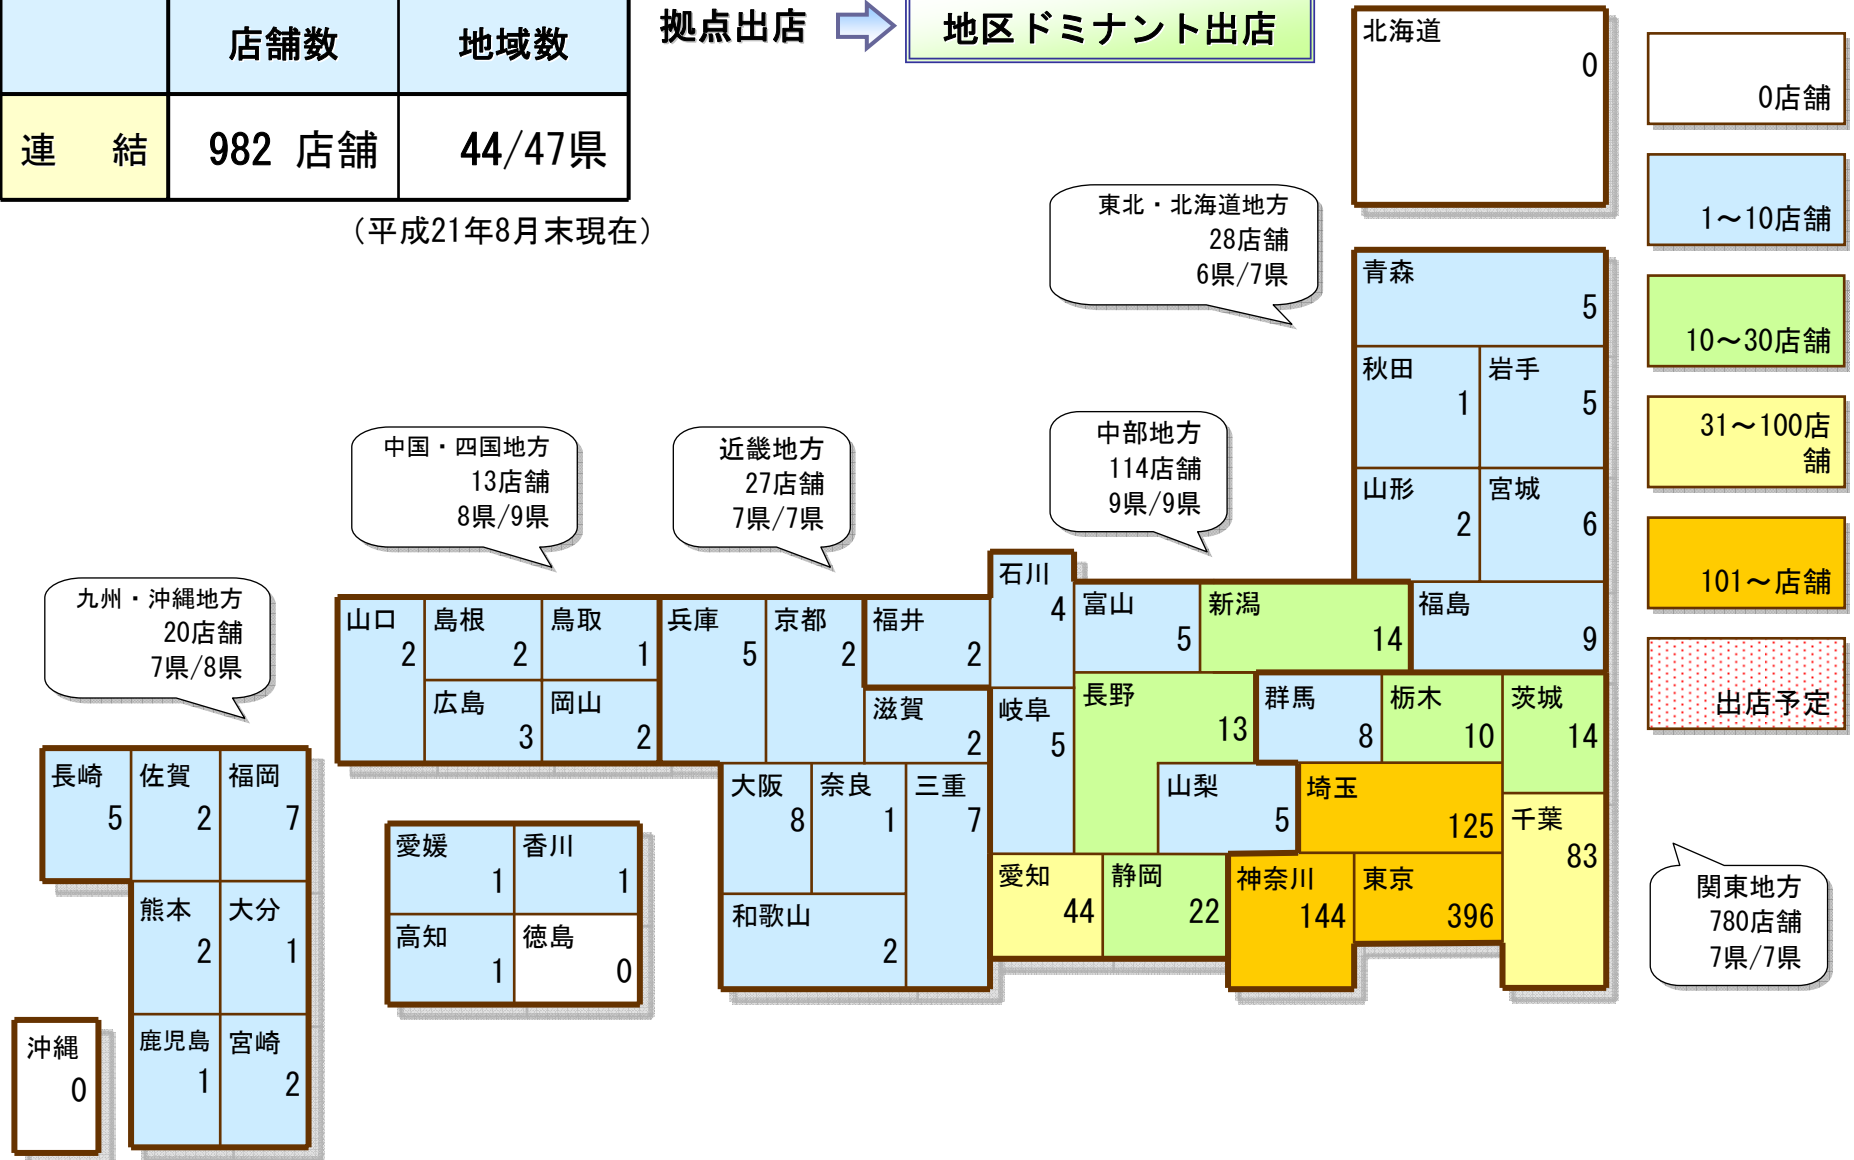 店舗数 地域数
連 結 982 店舗 44/47県
（平成21年8月末現在）
拠点出店 地区ドミナント出店
北海道
0
0店舗
1～10店舗
10～30店舗
31～100店
舗
101～店舗
出店予定
東北・北海道地方
28店舗
6県/7県
青森
5
秋田 岩手
1 5
山形 宮城
2 6
福島
9
中部地方
114店舗
9県/9県
石川
4
富山
5
新潟
14
福井
2
長野
13
岐阜
5
山梨
5
愛知
44
静岡
22
近畿地方
27店舗
7県/7県
兵庫 京都
5 2
滋賀
2
大阪 奈良 三重
8 1 7
和歌山
2
中国・四国地方
13店舗
8県/9県
山口 島根 鳥取
2 2 1
広島 岡山
3 2
愛媛 香川
1 1
高知 徳島
1 0
九州・沖縄地方
20店舗
7県/8県
長崎 佐賀 福岡
5 2 7
熊本 大分
2 1
鹿児島 宮崎
1 2
沖縄
0
群馬 栃木 茨城
8 10 14
埼玉
125
千葉
83
神奈川 東京
144 396
関東地方
780店舗
7県/7県